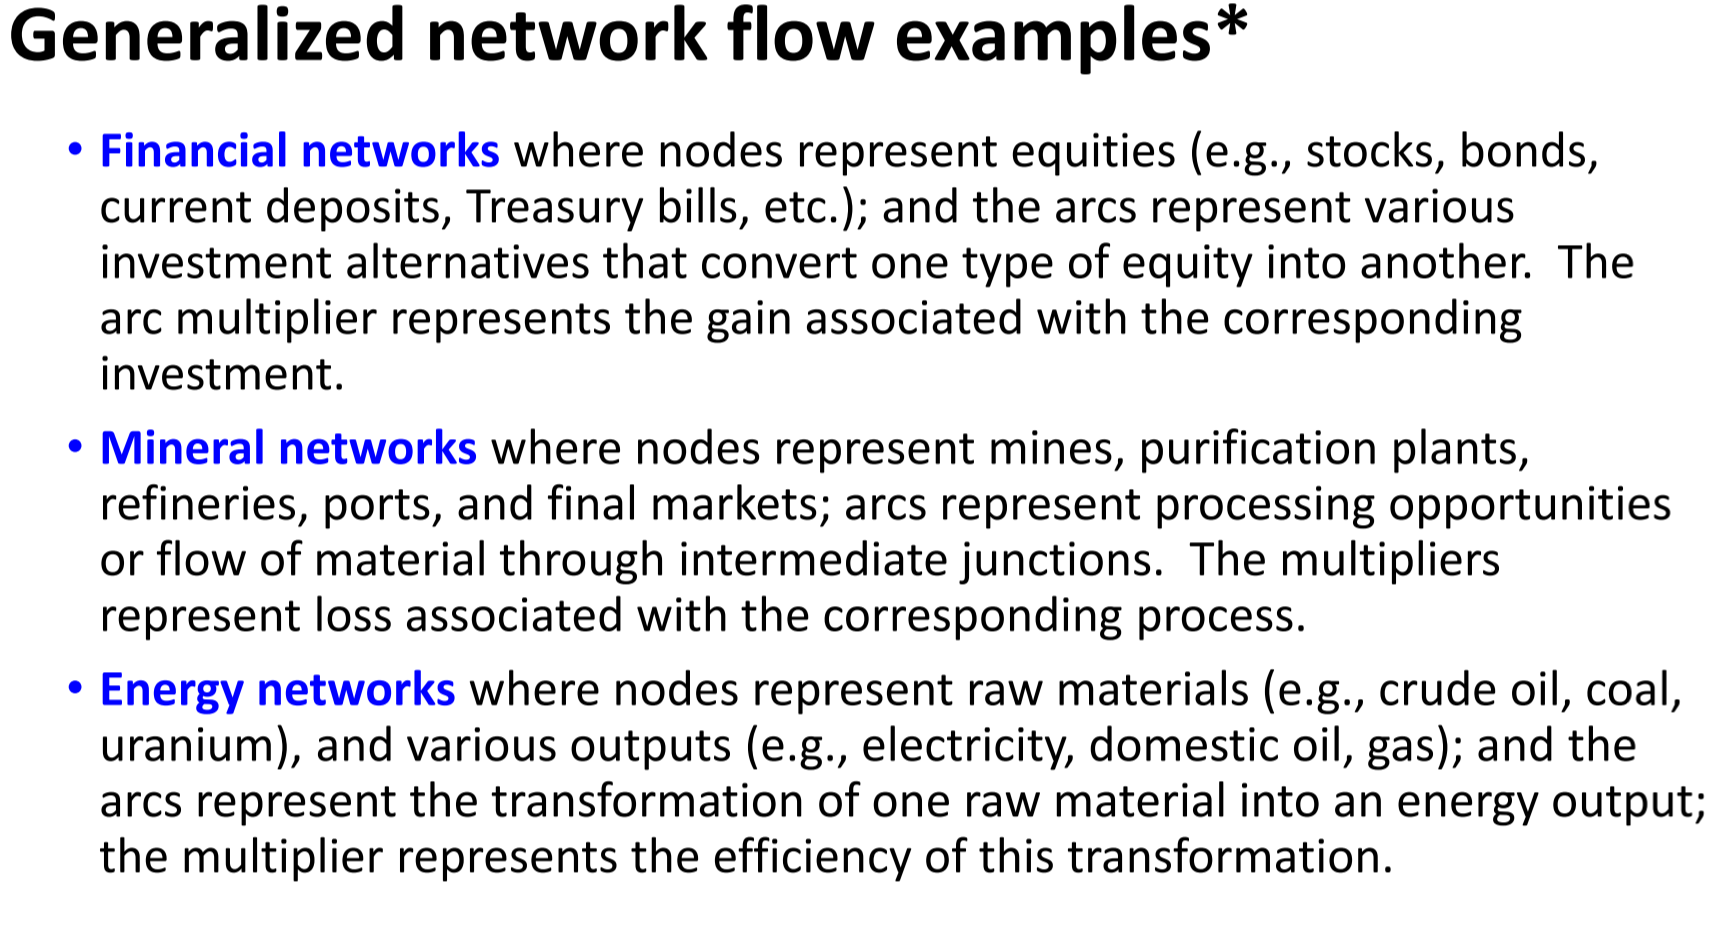 Generalized network flow examples*
• Financial networks where nodes represent equities (e.g., stocks, bonds,
current deposits, Treasury bills, etc.); and the arcs represent various
investment alternatives that convert one type of equity into another.  The
arc multiplier represents the gain associated with the corresponding
investment.
• Mineral networks where nodes represent mines, purification plants,
refineries, ports, and final markets; arcs represent processing opportunities
or flow of material through intermediate junctions.  The multipliers
represent loss associated with the corresponding process.
• Energy networks where nodes represent raw materials (e.g., crude oil, coal,
uranium), and various outputs (e.g., electricity, domestic oil, gas); and the
arcs represent the transformation of one raw material into an energy output;
the multiplier represents the efficiency of this transformation.